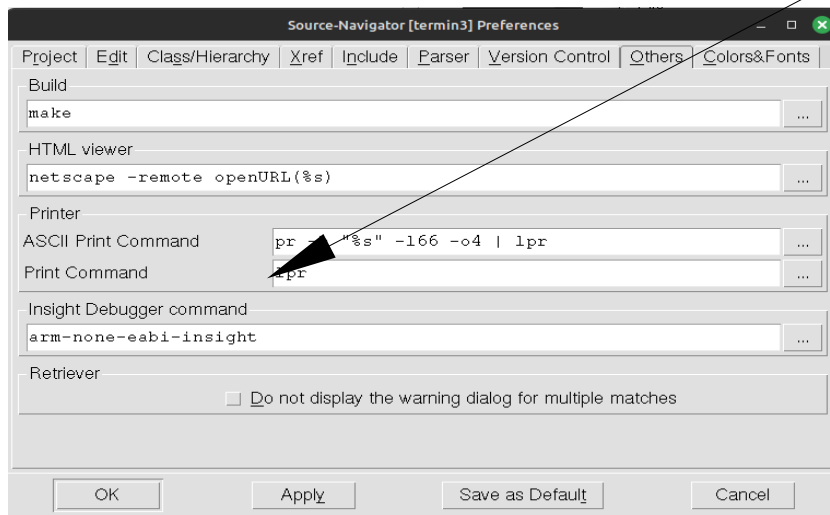 Source-Navigator [termin3] Preferences
Project Edit Class/Hierarchy Xref Include Parser Version Control Others Colors&Fonts
Build
make
...
HTML viewer
netscape -remote openURL(%s)
...
Printer
ASCII Print Command
pr "%s" -l66 -o4 | lpr
...
Print Command
lpr
...
Insight Debugger command
arm-none-eabi-insight
...
Retriever
Do not display the warning dialog for multiple matches
OK Apply Save as Default Cancel